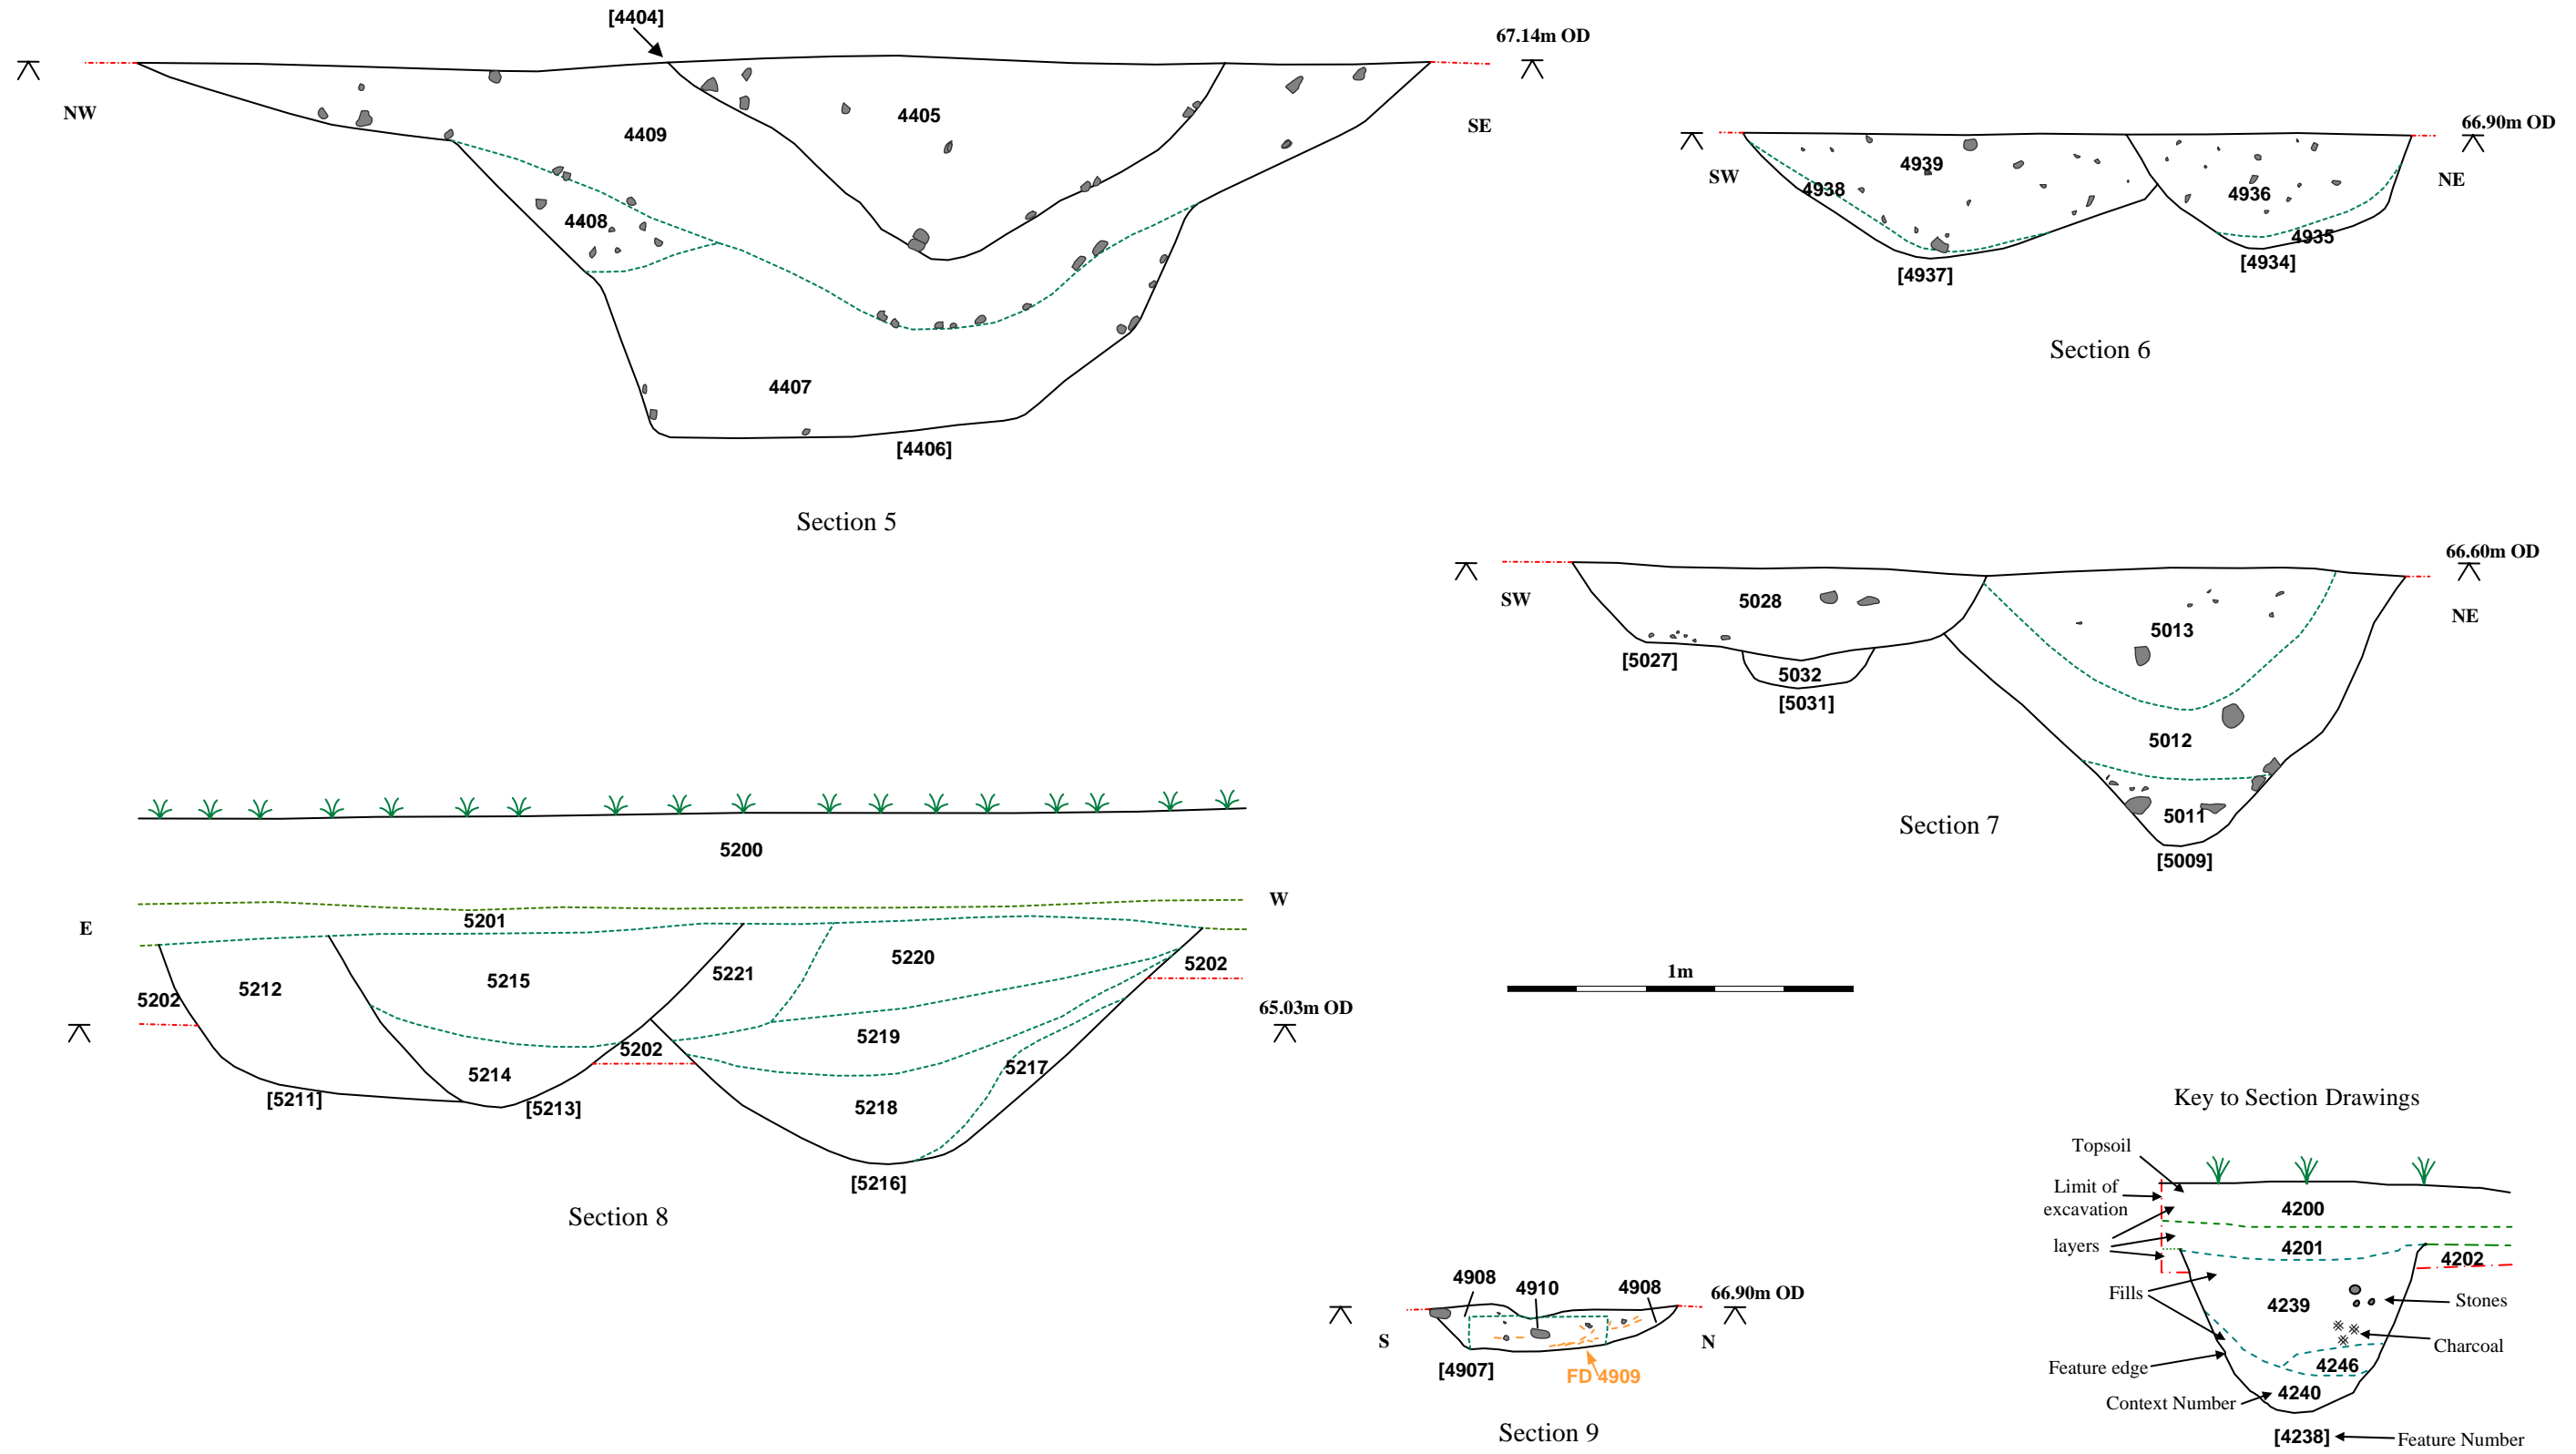 [4404]
67.14m OD
NW
4409
4405
SE
4408
4407
[4406]
Section 5
66.90m OD
SW
4939
4938
4936
NE
4935
[4937]
[4934]
Section 6
66.60m OD
SW
5028
NE
5013
[5027]
5032
[5031]
5012
5011
Section 7
[5009]
5200
W
5201
E
5220
5221
5202
5215
5212
5202
65.03m OD
5219
5202
5217
5214
5218
[5211]
[5213]
[5216]
Section 8
1m
4908
4910
4908
66.90m OD
S
N
[4907]
FD 4909
Section 9
Key to Section Drawings
Topsoil
Limit of
excavation
4200
layers
4201
4202
Fills
4239
Stones
Charcoal
Feature edge
4246
Context Number
4240
[4238]
Feature Number